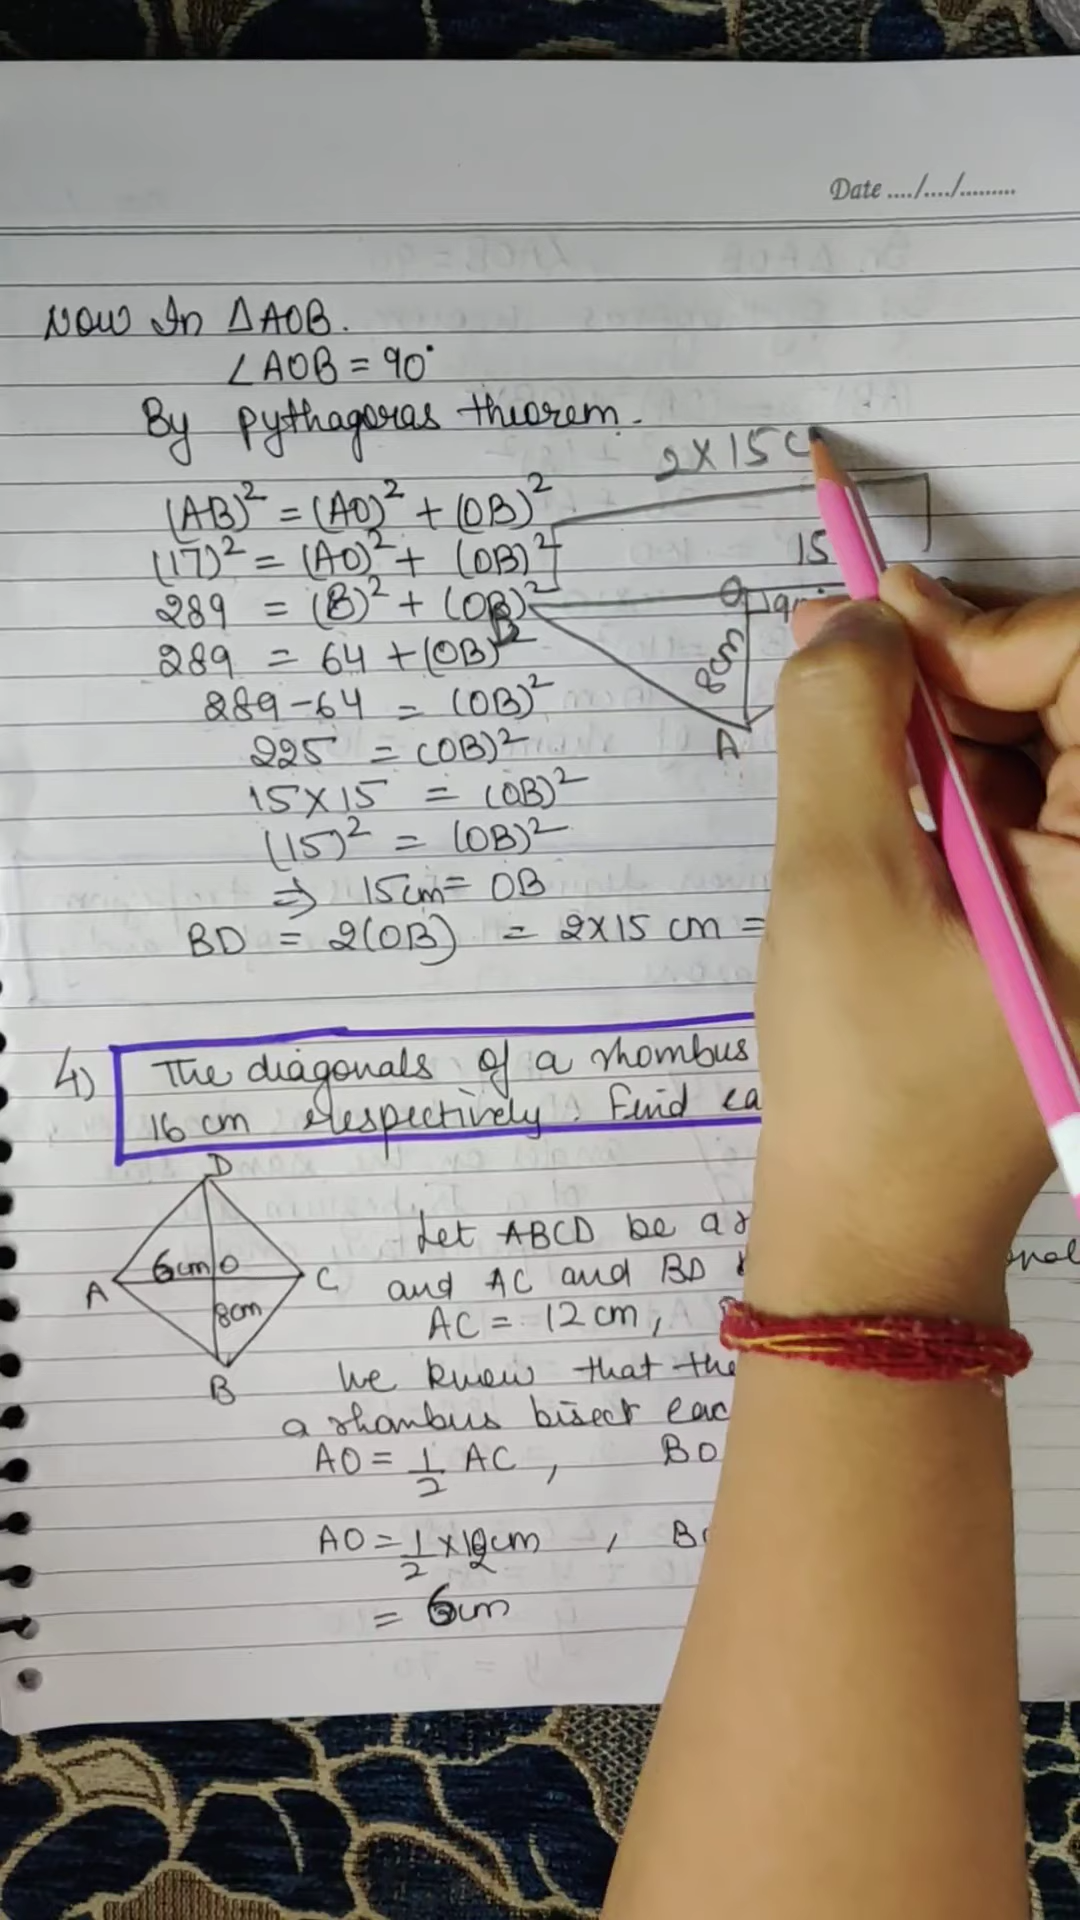 Date ..../..../.........
Now In △AOB.
∠AOB = 90°
By pythagoras theorem.
2×15 c
(AB)² = (AO)² + (OB)²
(17)² = (AO)² + (OB)²
15
289 = (8)² + (OB)²
O
B
289 = 64 + (OB)²
8cm
289-64 = (OB)²
A
225 = (OB)²
15×15 = (OB)²
(15)² = (OB)²
⇒ 15cm = OB
BD = 2(OB) = 2×15 cm =
4) The diagonals of a rhombus
16 cm respectively. Find
D
Let ABCD be a
6cm O
A C
and AC and BD
8cm
AC = 12 cm,
B
We know that the
a rhombus bisect
AO = 1/2 AC , BO
AO = 1/2 × 12cm ,
= 6cm